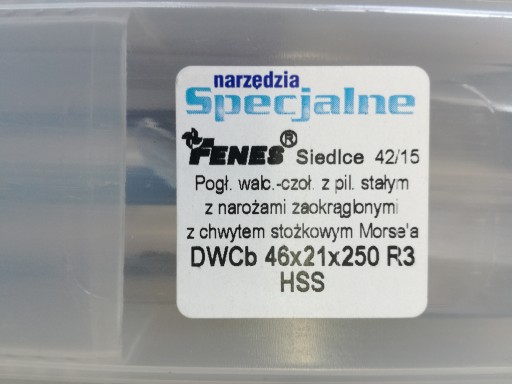 narzędzia
Specjalne
FENES® Siedlce 42/15
Pogł. walc.-czoł. z pil. stałym
z narożami zaokrąglonymi
z chwytem stożkowym Morse'a
DWCb 46x21x250 R3
HSS